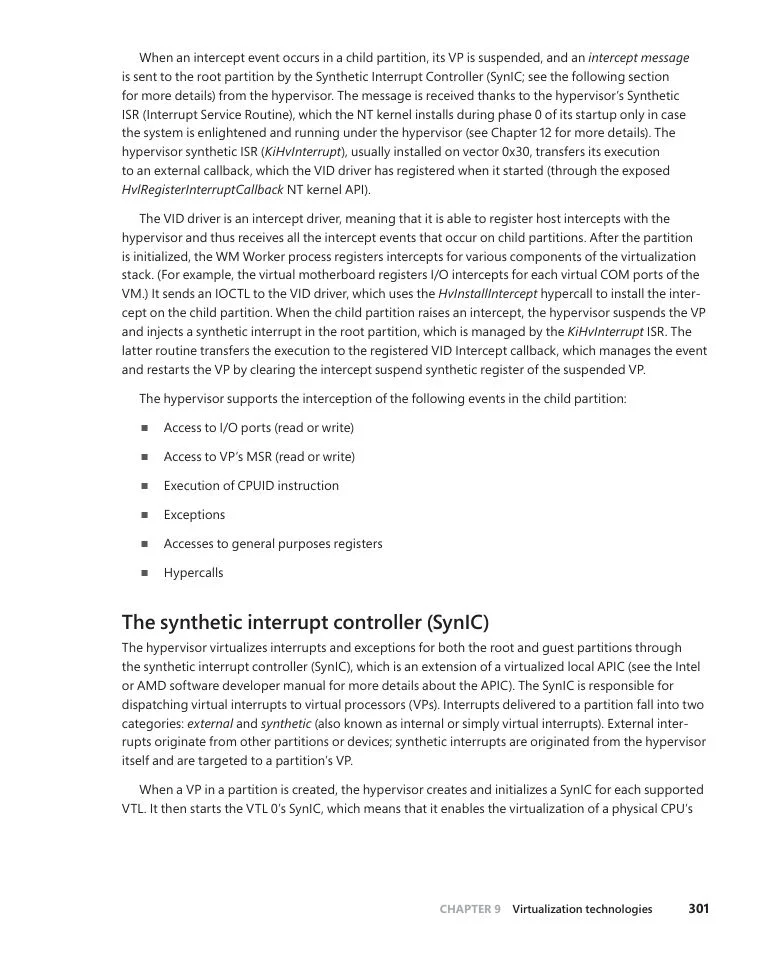 When an intercept event occurs in a child partition, its VP is suspended, and an intercept message
is sent to the root partition by the Synthetic Interrupt Controller (SynIC; see the following section
for more details) from the hypervisor. The message is received thanks to the hypervisor's Synthetic
ISR (Interrupt Service Routine), which the NT kernel installs during phase 0 of its startup only in case
the system is enlightened and running under the hypervisor (see Chapter 12 for more details). The
hypervisor synthetic ISR (KiHvInterrupt), usually installed on vector 0x30, transfers its execution
to an external callback, which the VID driver has registered when it started (through the exposed
HvlRegisterInterruptCallback NT kernel API).
The VID driver is an intercept driver, meaning that it is able to register host intercepts with the
hypervisor and thus receives all the intercept events that occur on child partitions. After the partition
is initialized, the WM Worker process registers intercepts for various components of the virtualization
stack. (For example, the virtual motherboard registers I/O intercepts for each virtual COM ports of the
VM.) It sends an IOCTL to the VID driver, which uses the HvInstallIntercept hypercall to install the inter-
cept on the child partition. When the child partition raises an intercept, the hypervisor suspends the VP
and injects a synthetic interrupt in the root partition, which is managed by the KiHvInterrupt ISR. The
latter routine transfers the execution to the registered VID Intercept callback, which manages the event
and restarts the VP by clearing the intercept suspend synthetic register of the suspended VP.
The hypervisor supports the interception of the following events in the child partition:
■ Access to I/O ports (read or write)
■ Access to VP's MSR (read or write)
■ Execution of CPUID instruction
■ Exceptions
■ Accesses to general purposes registers
■ Hypercalls
The synthetic interrupt controller (SynIC)
The hypervisor virtualizes interrupts and exceptions for both the root and guest partitions through
the synthetic interrupt controller (SynIC), which is an extension of a virtualized local APIC (see the Intel
or AMD software developer manual for more details about the APIC). The SynIC is responsible for
dispatching virtual interrupts to virtual processors (VPs). Interrupts delivered to a partition fall into two
categories: external and synthetic (also known as internal or simply virtual interrupts). External inter-
rupts originate from other partitions or devices; synthetic interrupts are originated from the hypervisor
itself and are targeted to a partition's VP.
When a VP in a partition is created, the hypervisor creates and initializes a SynIC for each supported
VTL. It then starts the VTL 0's SynIC, which means that it enables the virtualization of a physical CPU's
CHAPTER 9 Virtualization technologies 301